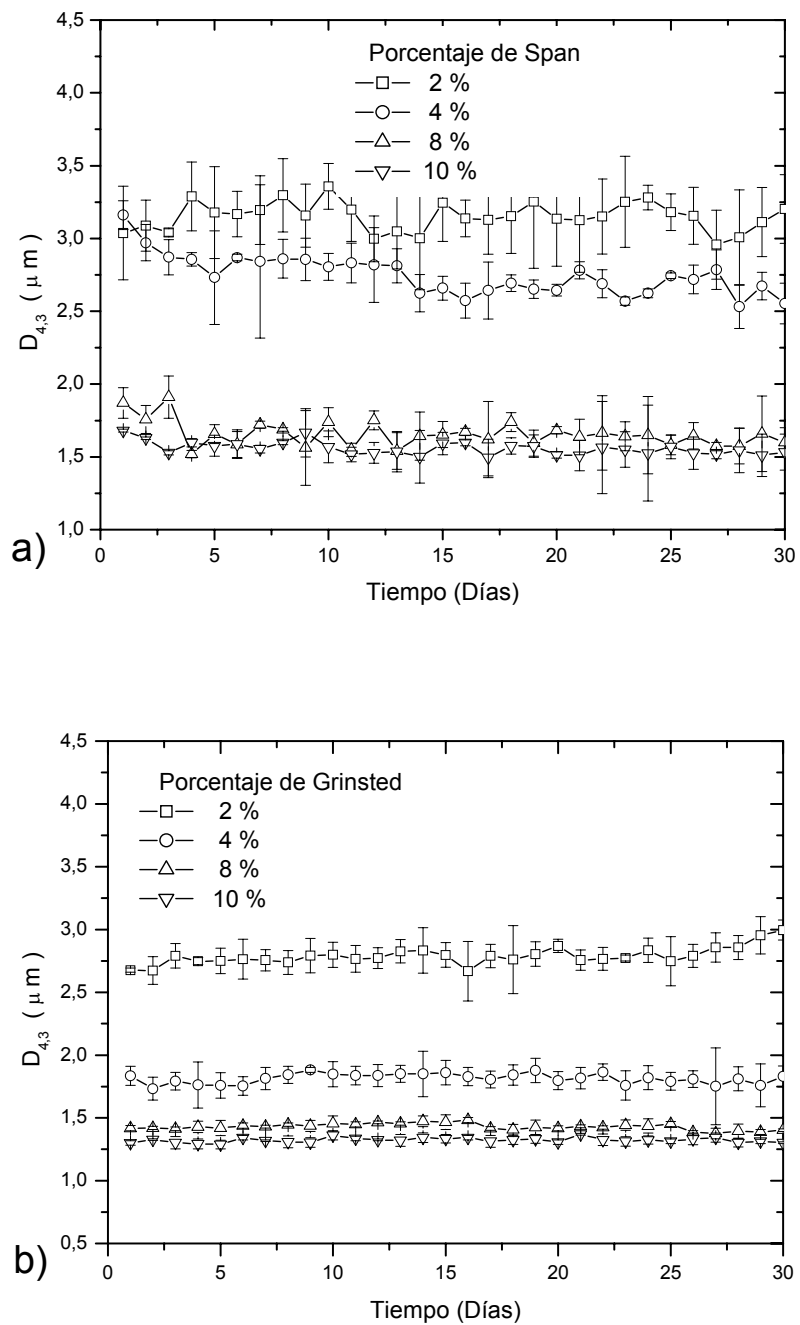 4,5
4,0
3,5
3,0
2,5
2,0
1,5
1,0
D4,3 ( μ m )
Porcentaje de Span
2 %
4 %
8 %
10 %
0 5 10 15 20 25 30
Tiempo (Días)
a)
4,5
4,0
3,5
3,0
2,5
2,0
1,5
1,0
0,5
D4,3 ( μ m )
Porcentaje de Grinsted
2 %
4 %
8 %
10 %
0 5 10 15 20 25 30
Tiempo (Días)
b)